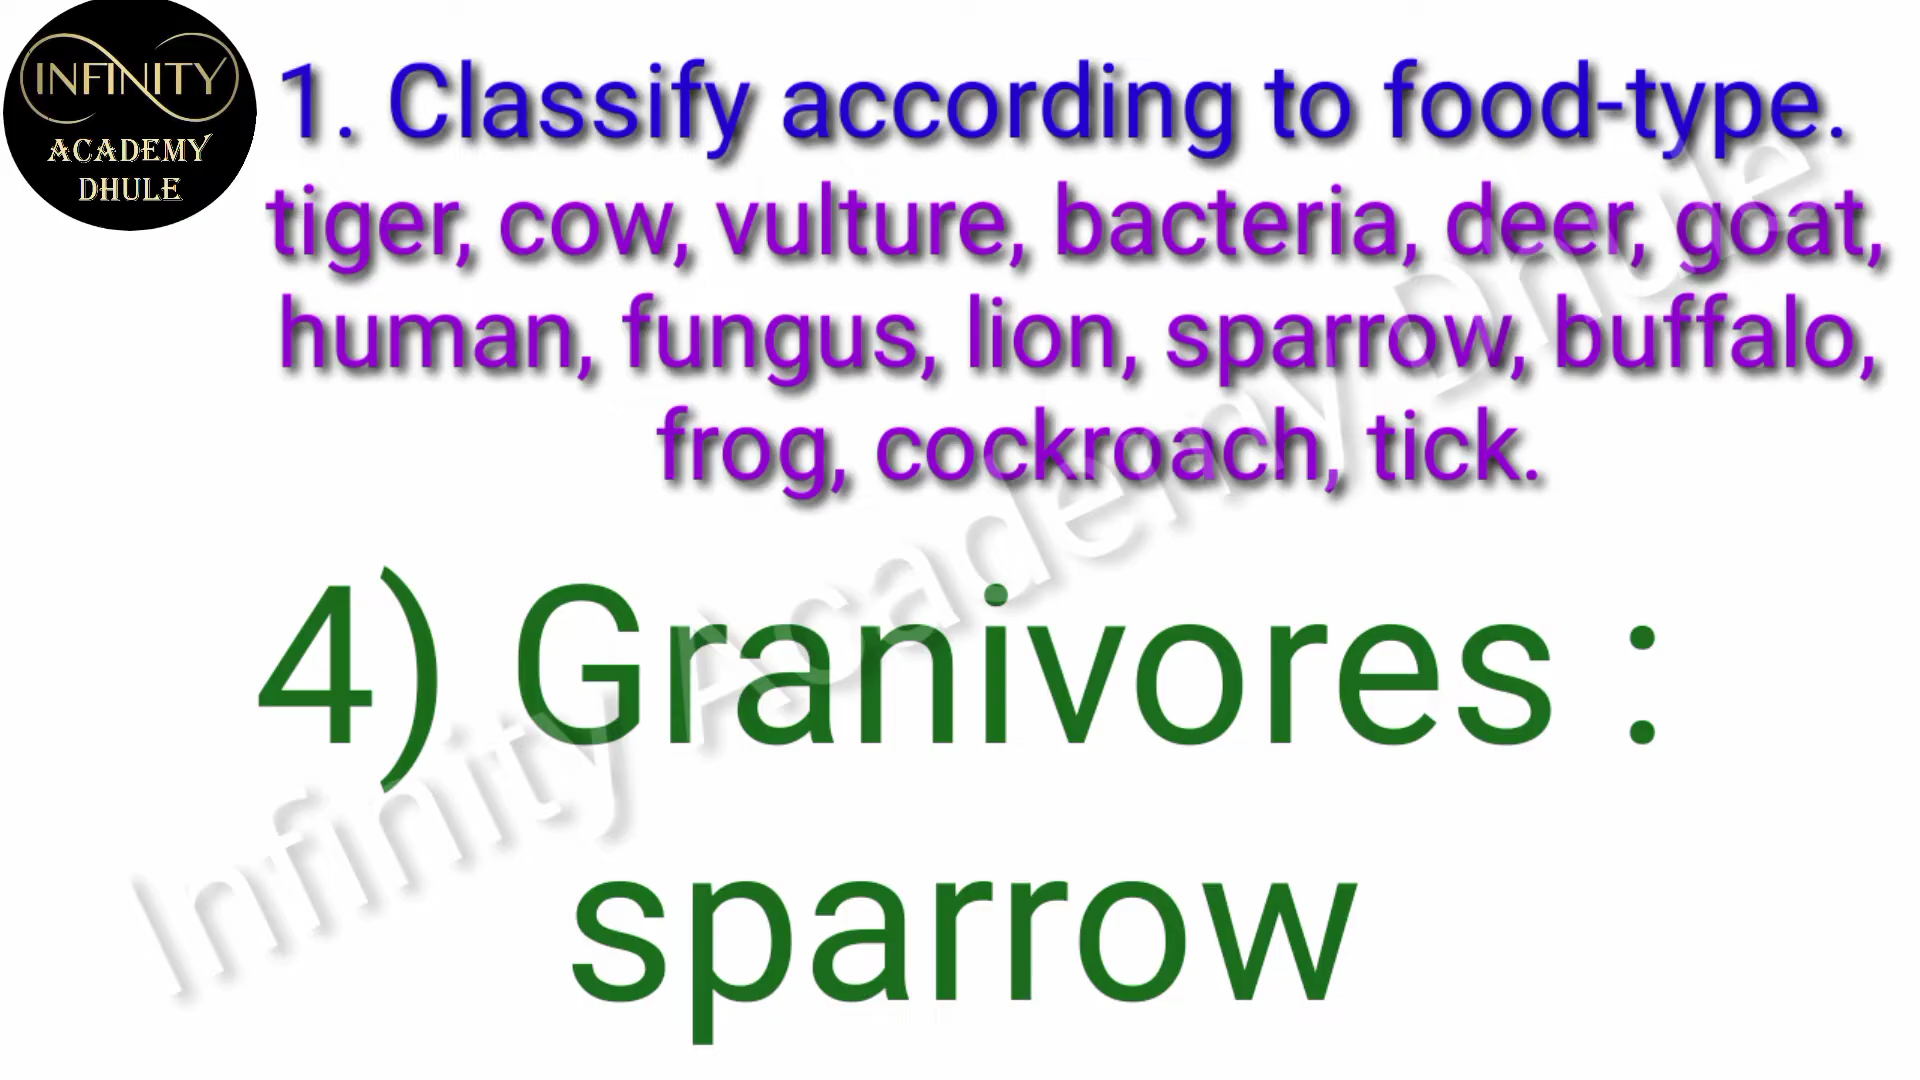 INFINITY
ACADEMY
DHULE
1. Classify according to food-type.
tiger, cow, vulture, bacteria, deer, goat,
human, fungus, lion, sparrow, buffalo,
frog, cockroach, tick.
4) Granivores :
sparrow
Infinity Academy Dhule